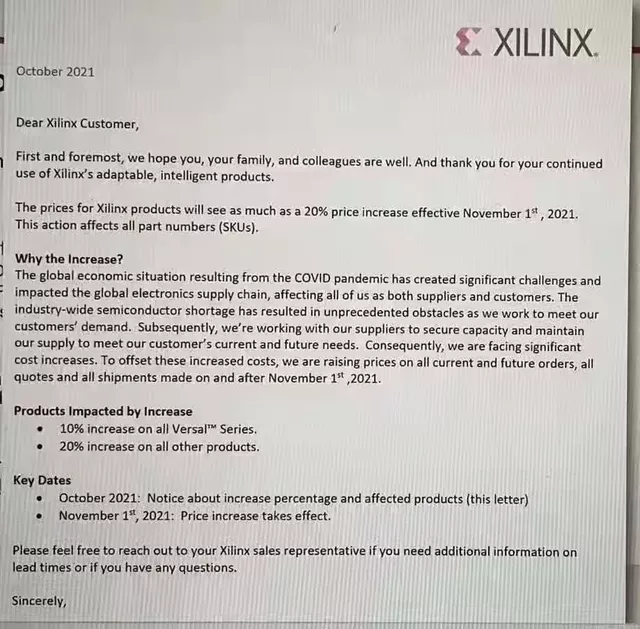 XILINX.
October 2021
Dear Xilinx Customer,
First and foremost, we hope you, your family, and colleagues are well. And thank you for your continued
use of Xilinx's adaptable, intelligent products.
The prices for Xilinx products will see as much as a 20% price increase effective November 1st , 2021.
This action affects all part numbers (SKUs).
Why the Increase?
The global economic situation resulting from the COVID pandemic has created significant challenges and
impacted the global electronics supply chain, affecting all of us as both suppliers and customers. The
industry-wide semiconductor shortage has resulted in unprecedented obstacles as we work to meet our
customers' demand. Subsequently, we're working with our suppliers to secure capacity and maintain
our supply to meet our customer's current and future needs. Consequently, we are facing significant
cost increases. To offset these increased costs, we are raising prices on all current and future orders, all
quotes and all shipments made on and after November 1st ,2021.
Products Impacted by Increase
• 10% increase on all Versal™ Series.
• 20% increase on all other products.
Key Dates
• October 2021: Notice about increase percentage and affected products (this letter)
• November 1st, 2021: Price increase takes effect.
Please feel free to reach out to your Xilinx sales representative if you need additional information on
lead times or if you have any questions.
Sincerely,